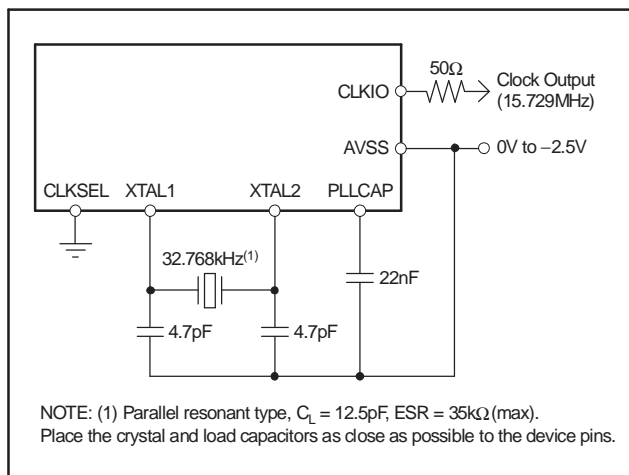 50Ω
CLKIO
Clock Output
(15.729MHz)
AVSS
0V to −2.5V
CLKSEL XTAL1 XTAL2 PLLCAP
32.768kHz(1)
22nF
4.7pF 4.7pF
NOTE: (1) Parallel resonant type, CL = 12.5pF, ESR = 35kΩ (max).
Place the crystal and load capacitors as close as possible to the device pins.